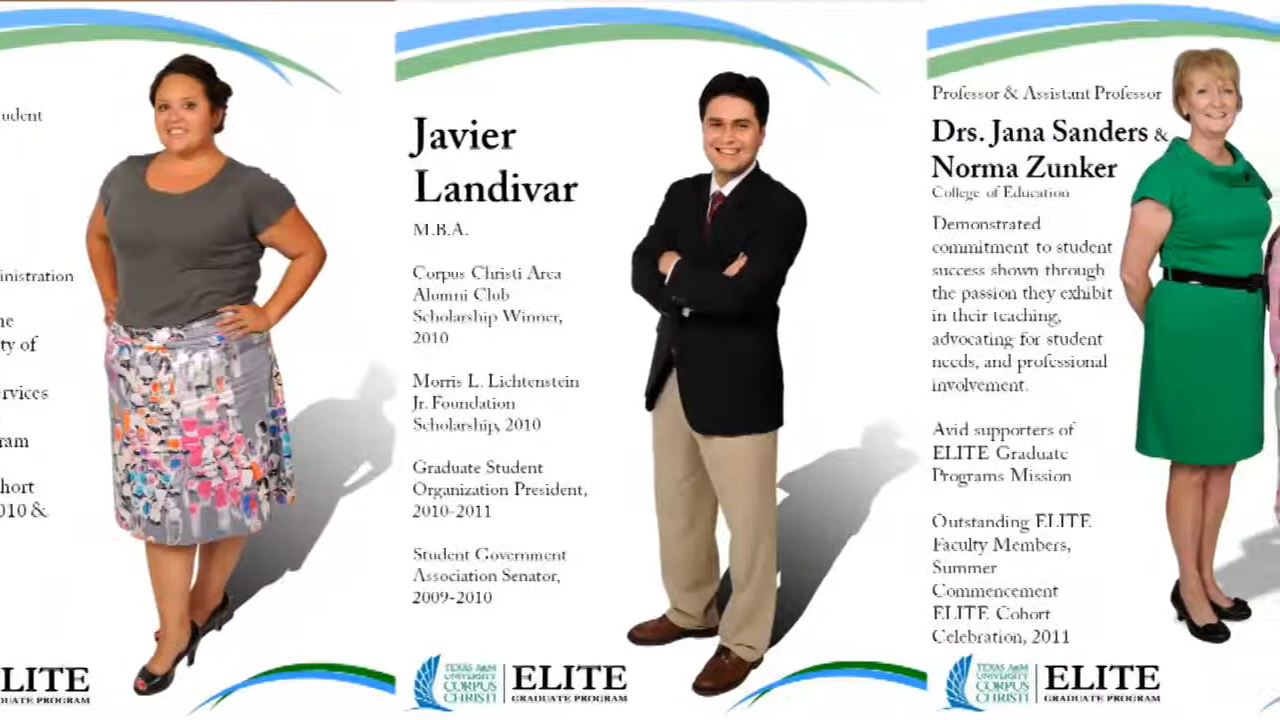 udent
inistration
ne
ty of
ervices
ram
hort
010 &
LITE
DUATE PROGRAM
Javier
Landivar
M.B.A.
Corpus Christi Area
Alumni Club
Scholarship Winner,
2010
Morris L. Lichtenstein
Jr. Foundation
Scholarship, 2010
Graduate Student
Organization President,
2010-2011
Student Government
Association Senator,
2009-2010
TEXAS A&M
UNIVERSITY
CORPUS
CHRISTI
ELITE
GRADUATE PROGRAM
Professor & Assistant Professor
Drs. Jana Sanders &
Norma Zunker
College of Education
Demonstrated
commitment to student
success shown through
the passion they exhibit
in their teaching,
advocating for student
needs, and professional
involvement.
Avid supporters of
ELITE Graduate
Programs Mission
Outstanding ELITE
Faculty Members,
Summer
Commencement
ELITE Cohort
Celebration, 2011
TEXAS A&M
UNIVERSITY
CORPUS
CHRISTI
ELITE
GRADUATE PROGRAM